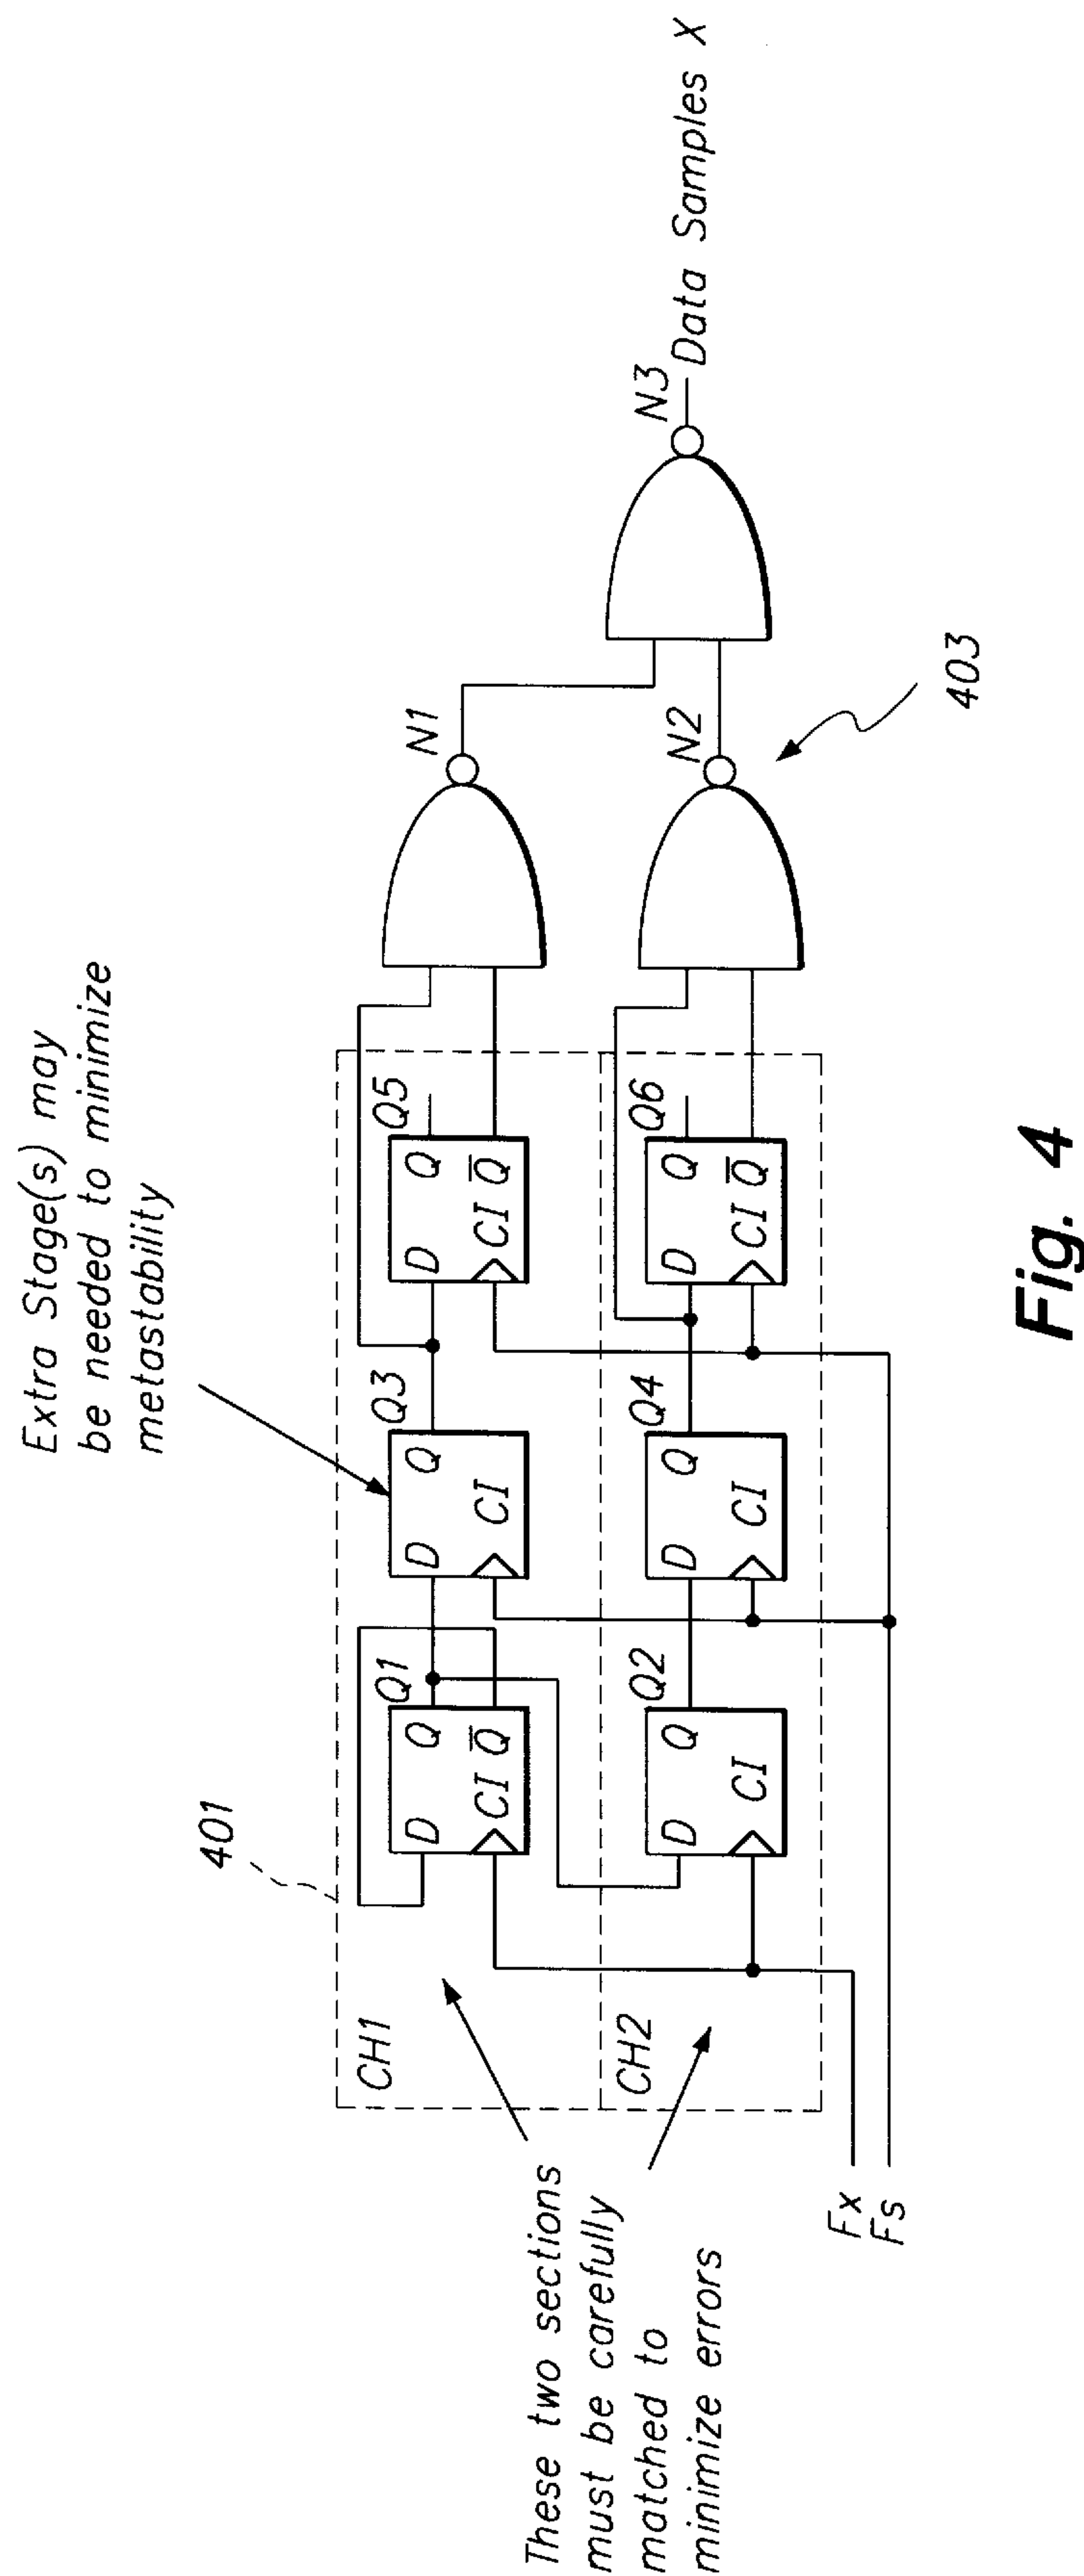 Extra Stage(s) may
be needed to minimize
metastability
401
CH1
D Q
CI Q̅
Q1
D Q
CI
Q3
D Q
CI Q̅
Q5
N1
CH2
D Q
CI
Q2
D Q
CI
Q4
D Q
CI Q̅
Q6
N2
N3
Data Samples X
403
These two sections
must be carefully
matched to
minimize errors
Fx
Fs
Fig. 4